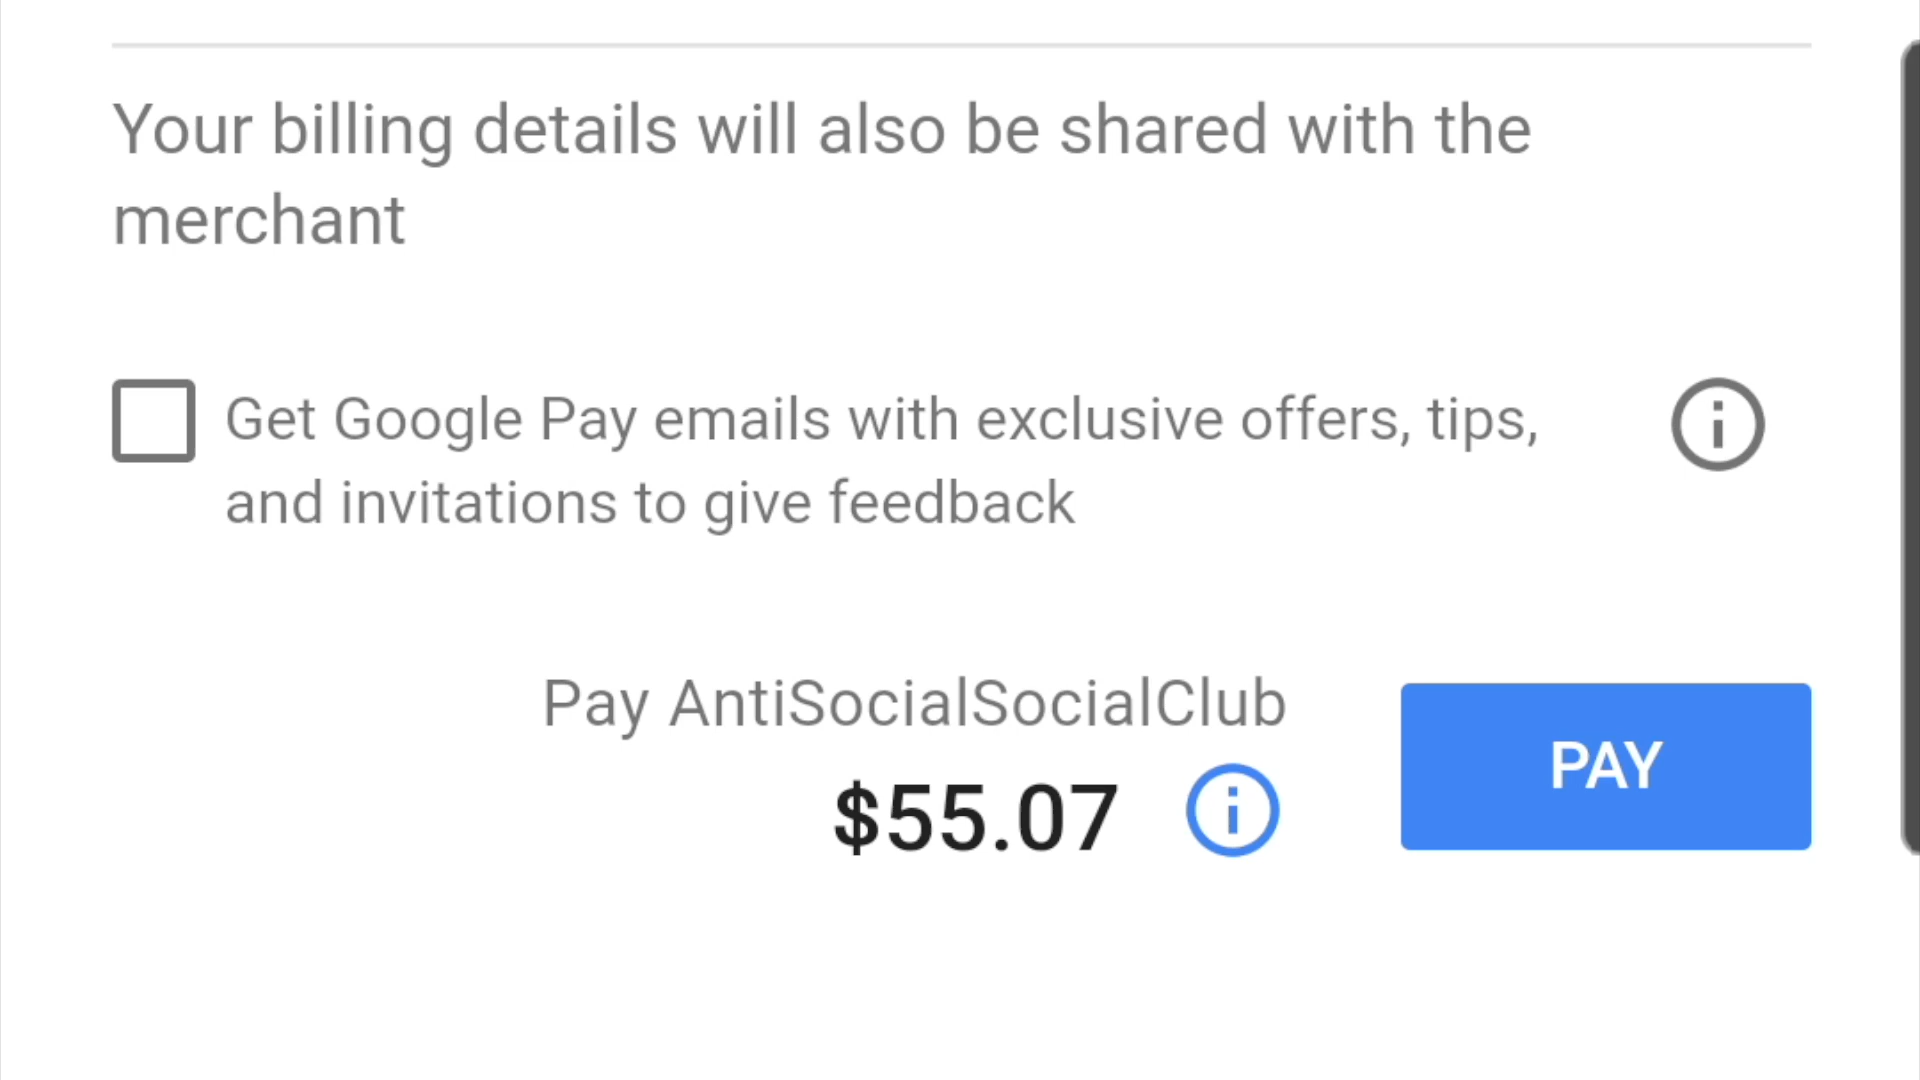 Your billing details will also be shared with the
merchant
Get Google Pay emails with exclusive offers, tips,
and invitations to give feedback
Pay AntiSocialSocialClub
$55.07
PAY